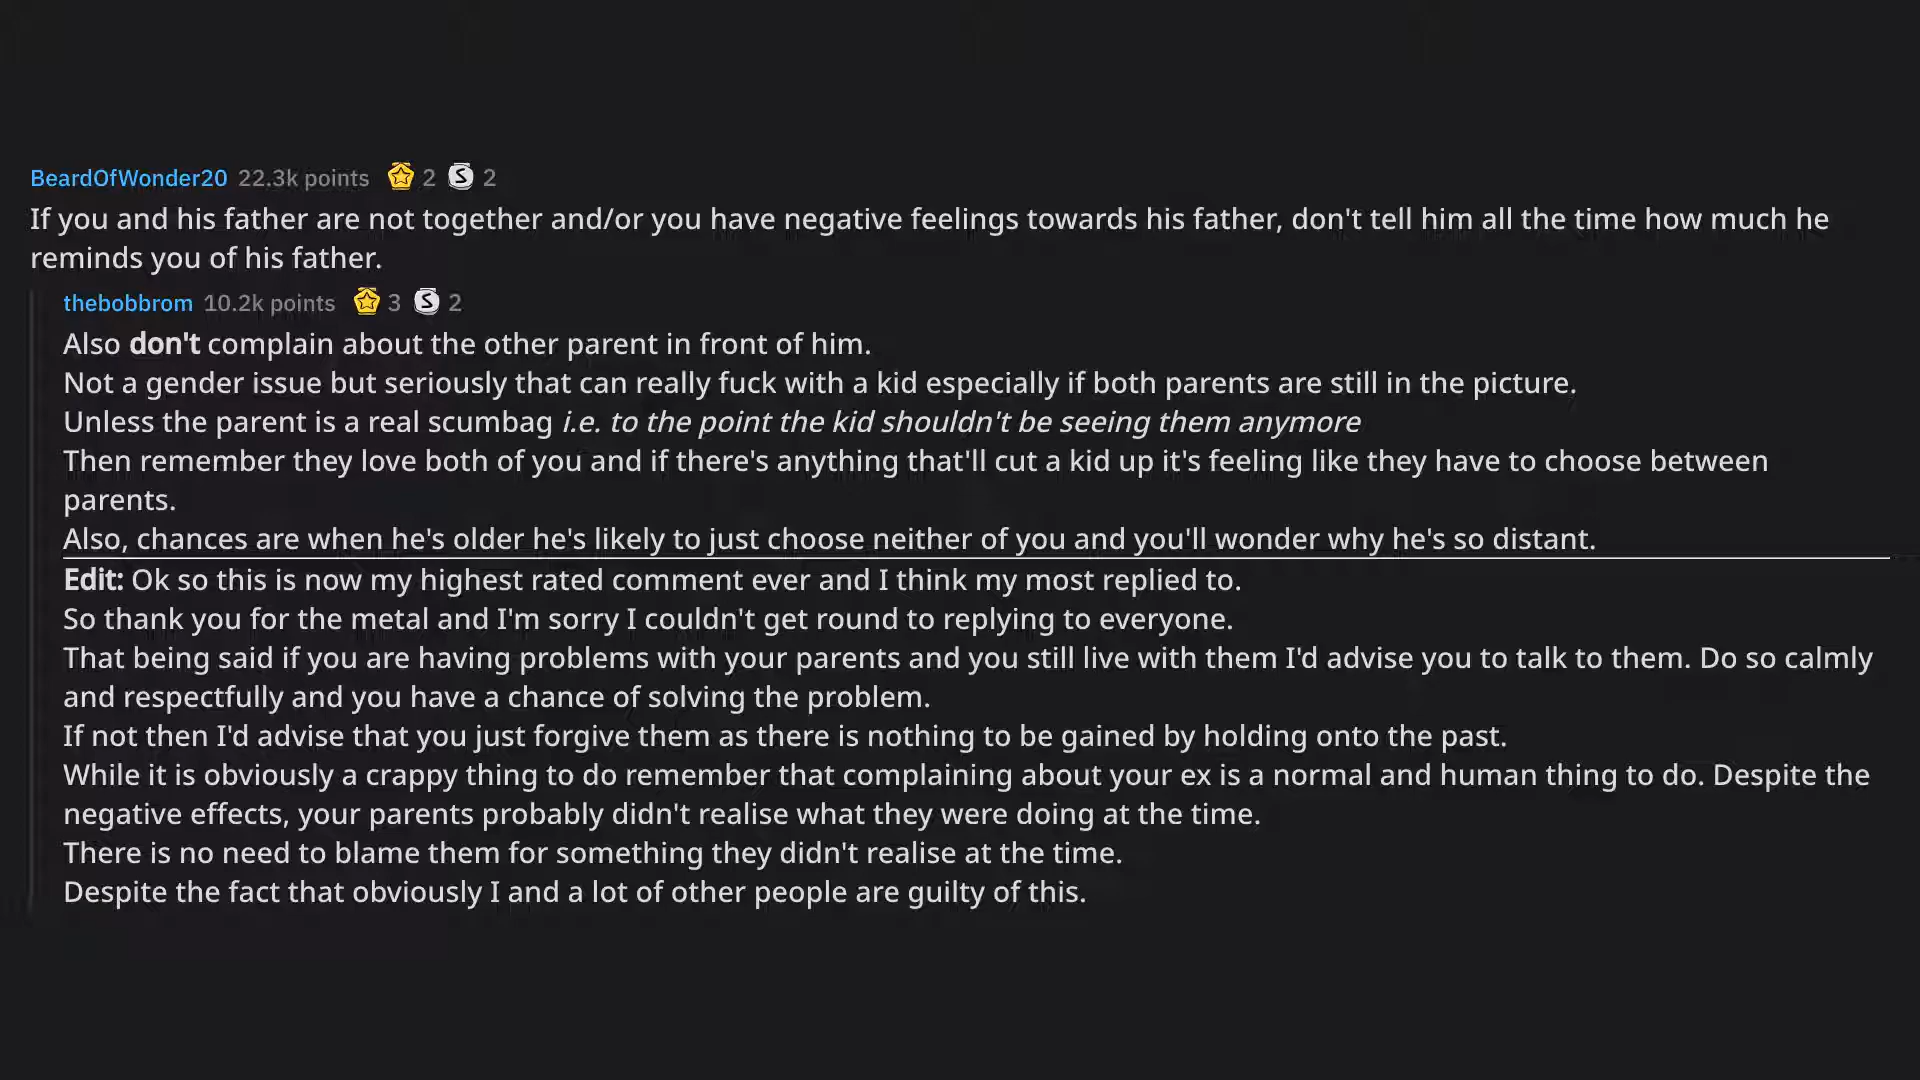 BeardOfWonder20 22.3k points 2 S 2
If you and his father are not together and/or you have negative feelings towards his father, don't tell him all the time how much he
reminds you of his father.
thebobbrom 10.2k points 3 S 2
Also don't complain about the other parent in front of him.
Not a gender issue but seriously that can really fuck with a kid especially if both parents are still in the picture.
Unless the parent is a real scumbag i.e. to the point the kid shouldn't be seeing them anymore
Then remember they love both of you and if there's anything that'll cut a kid up it's feeling like they have to choose between
parents.
Also, chances are when he's older he's likely to just choose neither of you and you'll wonder why he's so distant.
Edit: Ok so this is now my highest rated comment ever and I think my most replied to.
So thank you for the metal and I'm sorry I couldn't get round to replying to everyone.
That being said if you are having problems with your parents and you still live with them I'd advise you to talk to them. Do so calmly
and respectfully and you have a chance of solving the problem.
If not then I'd advise that you just forgive them as there is nothing to be gained by holding onto the past.
While it is obviously a crappy thing to do remember that complaining about your ex is a normal and human thing to do. Despite the
negative effects, your parents probably didn't realise what they were doing at the time.
There is no need to blame them for something they didn't realise at the time.
Despite the fact that obviously I and a lot of other people are guilty of this.